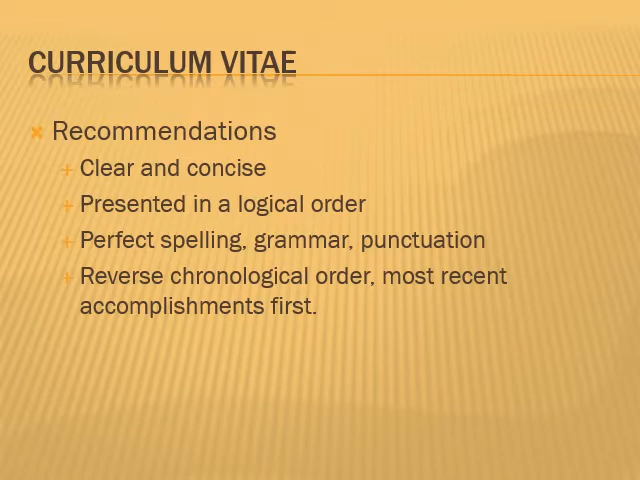 CURRICULUM VITAE
Recommendations
Clear and concise
Presented in a logical order
Perfect spelling, grammar, punctuation
Reverse chronological order, most recent
accomplishments first.